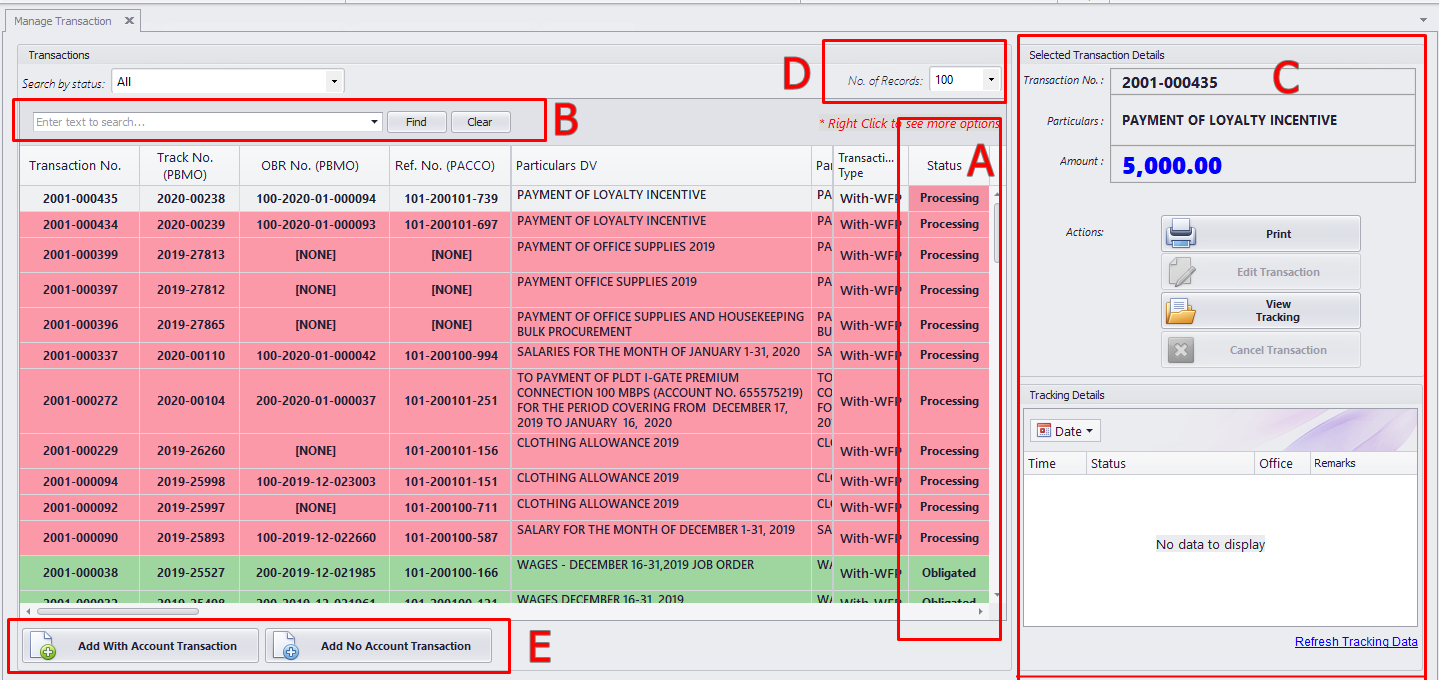 Manage Transaction
Transactions
Search by status: All
D
No. of Records: 100
Enter text to search... Find Clear
B
* Right Click to see more options
A
Transaction No. Track No. (PBMO) OBR No. (PBMO) Ref. No. (PACCO) Particulars DV Par Transacti... Type Status
2001-000435 2020-00238 100-2020-01-000094 101-200101-739 PAYMENT OF LOYALTY INCENTIVE PA With-WFP Processing
2001-000434 2020-00239 100-2020-01-000093 101-200101-697 PAYMENT OF LOYALTY INCENTIVE PA With-WFP Processing
2001-000399 2019-27813 [NONE] [NONE] PAYMENT OF OFFICE SUPPLIES 2019 PA With-WFP Processing
2001-000397 2019-27812 [NONE] [NONE] PAYMENT OFFICE SUPPLIES 2019 PA With-WFP Processing
2001-000396 2019-27865 [NONE] [NONE] PAYMENT OF OFFICE SUPPLIES AND HOUSEKEEPING PA With-WFP Processing
BULK PROCUREMENT BU
2001-000337 2020-00110 100-2020-01-000042 101-200100-994 SALARIES FOR THE MONTH OF JANUARY 1-31, 2020 SA With-WFP Processing
TO PAYMENT OF PLDT I-GATE PREMIUM TO
CONNECTION 100 MBPS (ACCOUNT NO. 655575219) CO
2001-000272 2020-00104 200-2020-01-000037 101-200101-251 FOR THE PERIOD COVERING FROM DECEMBER 17, FO With-WFP Processing
2019 TO JANUARY 16, 2020 20
2001-000229 2019-26260 [NONE] 101-200101-156 CLOTHING ALLOWANCE 2019 CL With-WFP Processing
2001-000094 2019-25998 100-2019-12-023003 101-200101-151 CLOTHING ALLOWANCE 2019 CL With-WFP Processing
2001-000092 2019-25997 [NONE] 101-200100-711 CLOTHING ALLOWANCE 2019 CL With-WFP Processing
2001-000090 2019-25893 100-2019-12-022660 101-200100-587 SALARY FOR THE MONTH OF DECEMBER 1-31, 2019 SA With-WFP Processing
2001-000038 2019-25527 200-2019-12-021985 101-200100-166 WAGES - DECEMBER 16-31,2019 JOB ORDER WA With-WFP Obligated
WAGES DECEMBER 16-31, 2019 With-WFP Obligated
Add With Account Transaction Add No Account Transaction
E
Selected Transaction Details
C
Transaction No. : 2001-000435
Particulars : PAYMENT OF LOYALTY INCENTIVE
Amount : 5,000.00
Actions: Print
Edit Transaction
View
Tracking
Cancel Transaction
Tracking Details
Date
Time Status Office Remarks
No data to display
Refresh Tracking Data